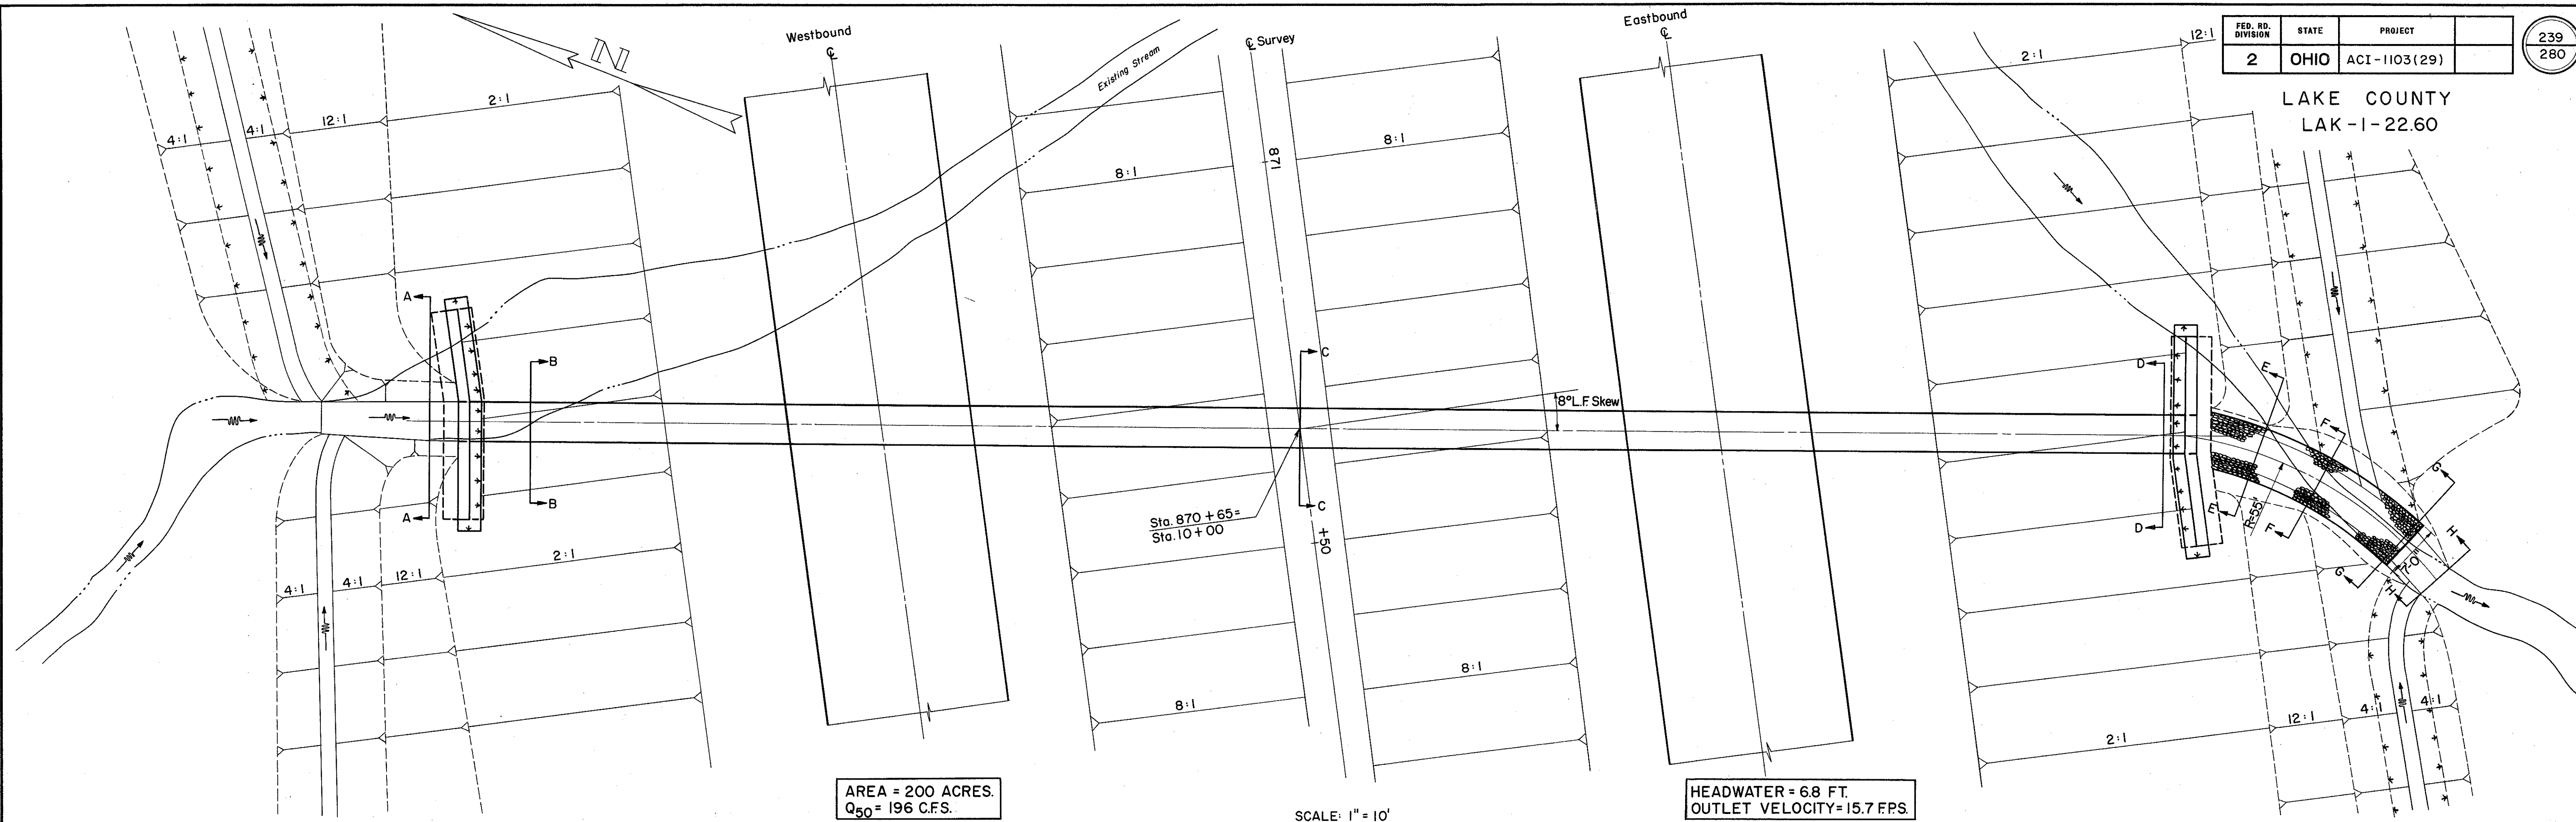 FED. RD. DIVISION
STATE
PROJECT
2
OHIO
ACI-1103(29)
239
280
LAKE COUNTY
LAK-1-22.60
N
Westbound
℄
Existing Stream
℄ Survey
Eastbound
℄
4:1
4:1
12:1
2:1
8:1
871
8:1
2:1
12:1
A
A
B
B
C
C
8° L.F. Skew
D
D
E
E
F
F
G
G
H
H
R=55'
7'-0"
Sta. 870+65=
Sta. 10+00
+50
4:1
4:1
12:1
2:1
8:1
8:1
2:1
12:1
4:1
4:1
AREA = 200 ACRES.
Q50 = 196 C.F.S.
SCALE: 1" = 10'
HEADWATER = 6.8 FT.
OUTLET VELOCITY = 15.7 F.P.S.